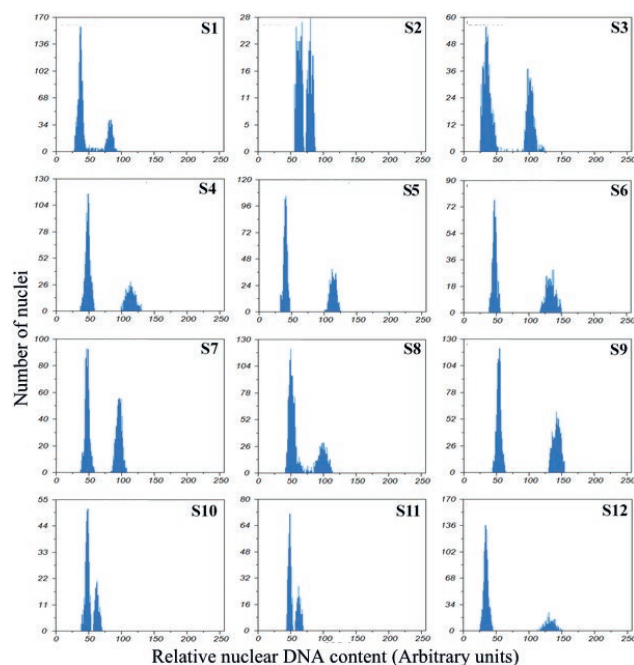 170 136 102 68 34 0 0 50 100 150 200 250 S1
28 22 16 11 5 0 0 50 100 150 200 250 S2
60 48 36 24 12 0 0 50 100 150 200 250 S3
130 104 78 52 26 0 0 50 100 150 200 250 S4
120 96 72 48 24 0 0 50 100 150 200 250 S5
90 72 54 36 18 0 0 50 100 150 200 250 S6
Number of nuclei
100 80 60 40 20 0 0 50 100 150 200 250 S7
130 104 78 52 26 0 0 50 100 150 200 250 S8
130 104 78 52 26 0 0 50 100 150 200 250 S9
55 44 33 22 11 0 0 50 100 150 200 250 S10
80 64 48 32 16 0 0 50 100 150 200 250 S11
170 136 102 68 34 0 0 50 100 150 200 250 S12
Relative nuclear DNA content (Arbitrary units)